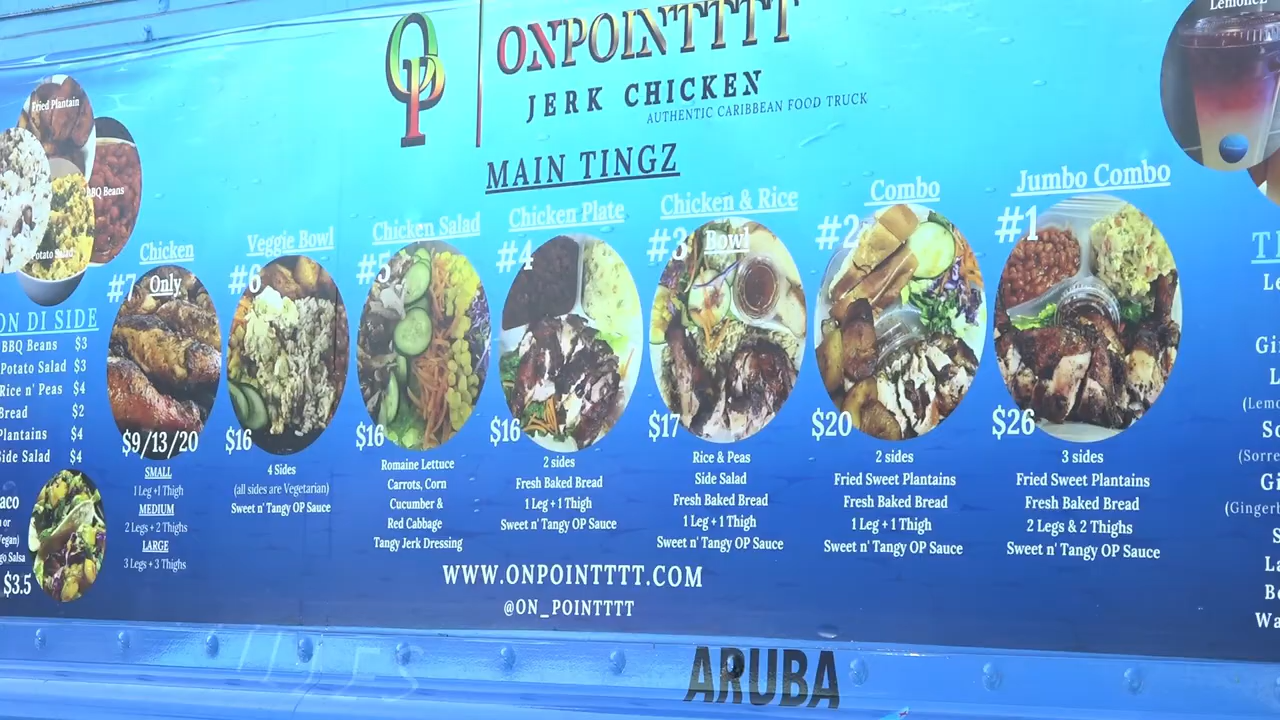 OP
ONPOINTTTT
JERK CHICKEN
AUTHENTIC CARIBBEAN FOOD TRUCK
MAIN TINGZ
Fried Plantain
BBQ Beans
Potato Salad
ON DI SIDE
BBQ Beans $3
Potato Salad $3
Rice n' Peas $4
Bread $2
Plantains $4
Side Salad $4
$3.5
#7
Chicken
Only
$9/13/20
SMALL
1 Leg +1 Thigh
MEDIUM
2 Legs + 2 Thighs
LARGE
3 Legs + 3 Thighs
#6
Veggie Bowl
$16
4 Sides
(all sides are Vegetarian)
Sweet n' Tangy OP Sauce
#5
Chicken Salad
$16
Romaine Lettuce
Carrots, Corn
Cucumber &
Red Cabbage
Tangy Jerk Dressing
#4
Chicken Plate
$16
2 sides
Fresh Baked Bread
1 Leg + 1 Thigh
Sweet n' Tangy OP Sauce
#3
Chicken & Rice
Bowl
$17
Rice & Peas
Side Salad
Fresh Baked Bread
1 Leg + 1 Thigh
Sweet n' Tangy OP Sauce
#2
Combo
$20
2 sides
Fried Sweet Plantains
Fresh Baked Bread
1 Leg + 1 Thigh
Sweet n' Tangy OP Sauce
#1
Jumbo Combo
$26
3 sides
Fried Sweet Plantains
Fresh Baked Bread
2 Legs & 2 Thighs
Sweet n' Tangy OP Sauce
WWW.ONPOINTTTT.COM
@ON_POINTTTT
ARUBA